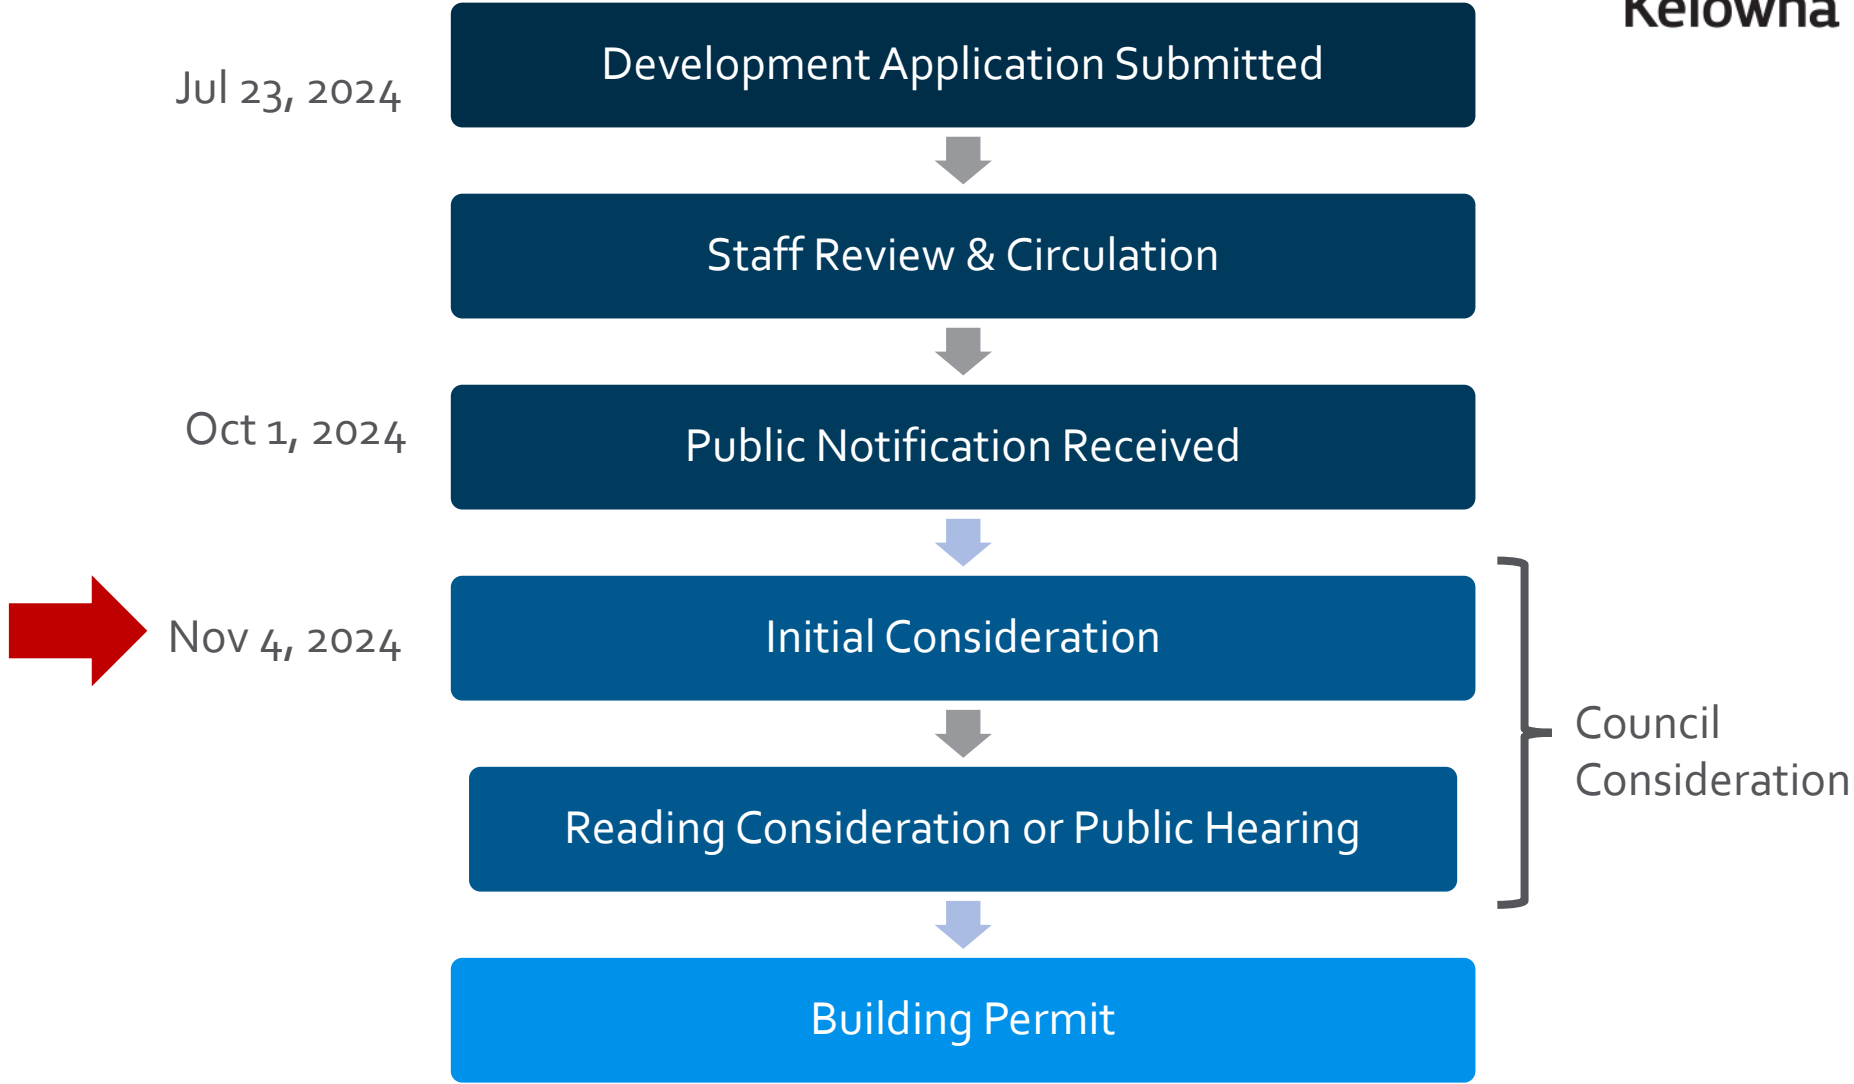 Kelowna
Development Application Submitted
Jul 23, 2024
Staff Review & Circulation
Oct 1, 2024
Public Notification Received
Nov 4, 2024
Initial Consideration
Council
Consideration
Reading Consideration or Public Hearing
Building Permit